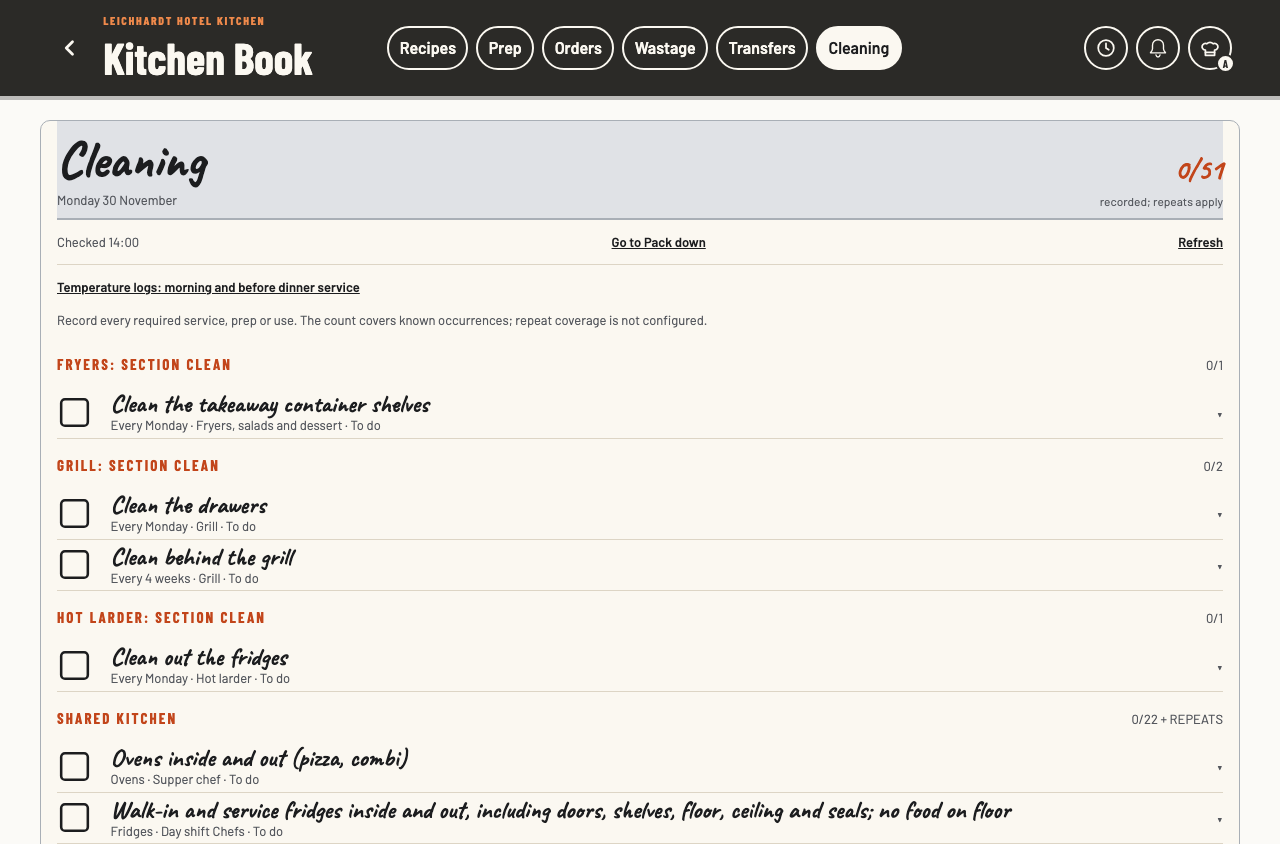 LEICHHARDT HOTEL KITCHEN
Kitchen Book
Recipes Prep Orders Wastage Transfers Cleaning
A
Cleaning
0/51
Monday 30 November
recorded; repeats apply
Checked 14:00
Go to Pack down
Refresh
Temperature logs: morning and before dinner service
Record every required service, prep or use. The count covers known occurrences; repeat coverage is not configured.
FRYERS: SECTION CLEAN
0/1
Clean the takeaway container shelves
Every Monday · Fryers, salads and dessert · To do
GRILL: SECTION CLEAN
0/2
Clean the drawers
Every Monday · Grill · To do
Clean behind the grill
Every 4 weeks · Grill · To do
HOT LARDER: SECTION CLEAN
0/1
Clean out the fridges
Every Monday · Hot larder · To do
SHARED KITCHEN
0/22 + REPEATS
Ovens inside and out (pizza, combi)
Ovens · Supper chef · To do
Walk-in and service fridges inside and out, including doors, shelves, floor, ceiling and seals; no food on floor
Fridges · Day shift Chefs · To do